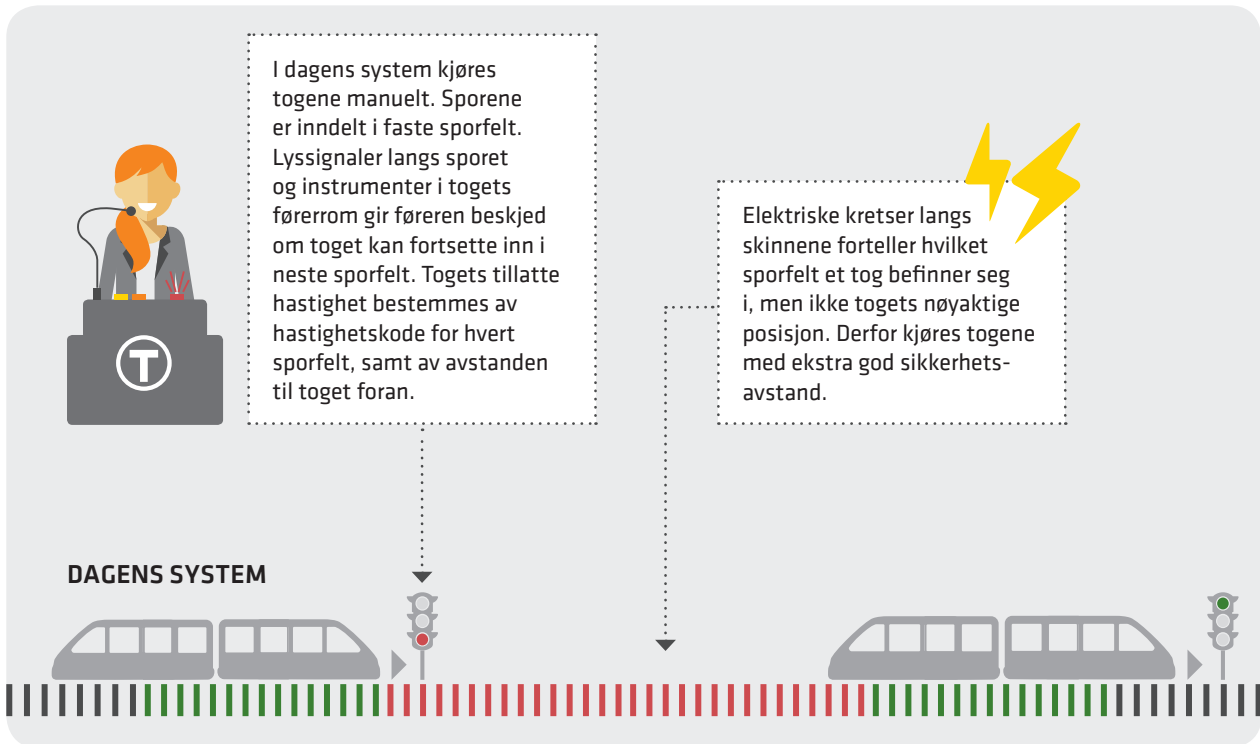 I dagens system kjøres
togene manuelt. Sporene
er inndelt i faste sporfelt.
Lyssignaler langs sporet
og instrumenter i togets
førerrom gir føreren beskjed
om toget kan fortsette inn i
neste sporfelt. Togets tillatte
hastighet bestemmes av
hastighetskode for hvert
sporfelt, samt av avstanden
til toget foran.
Elektriske kretser langs
skinnene forteller hvilket
sporfelt et tog befinner seg
i, men ikke togets nøyaktige
posisjon. Derfor kjøres togene
med ekstra god sikkerhets-
avstand.
T
DAGENS SYSTEM